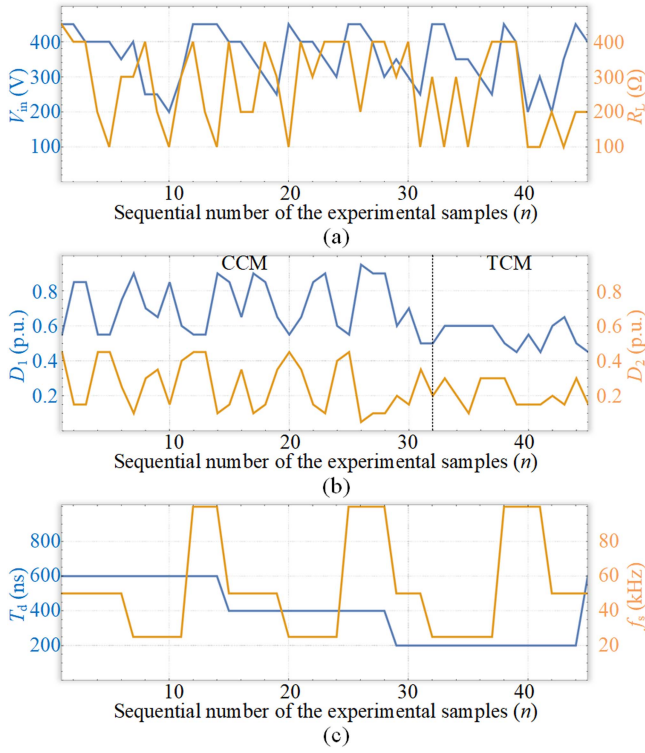 400 400
300 300
200 200
100 100
V_in (V)
R_L (Ω)
10 20 30 40
Sequential number of the experimental samples (n)
(a)
CCM TCM
0.8 0.8
0.6 0.6
0.4 0.4
0.2 0.2
D_1 (p.u.)
D_2 (p.u.)
10 20 30 40
Sequential number of the experimental samples (n)
(b)
800 80
600 60
400 40
200 20
T_d (ns)
f_s (kHz)
10 20 30 40
Sequential number of the experimental samples (n)
(c)